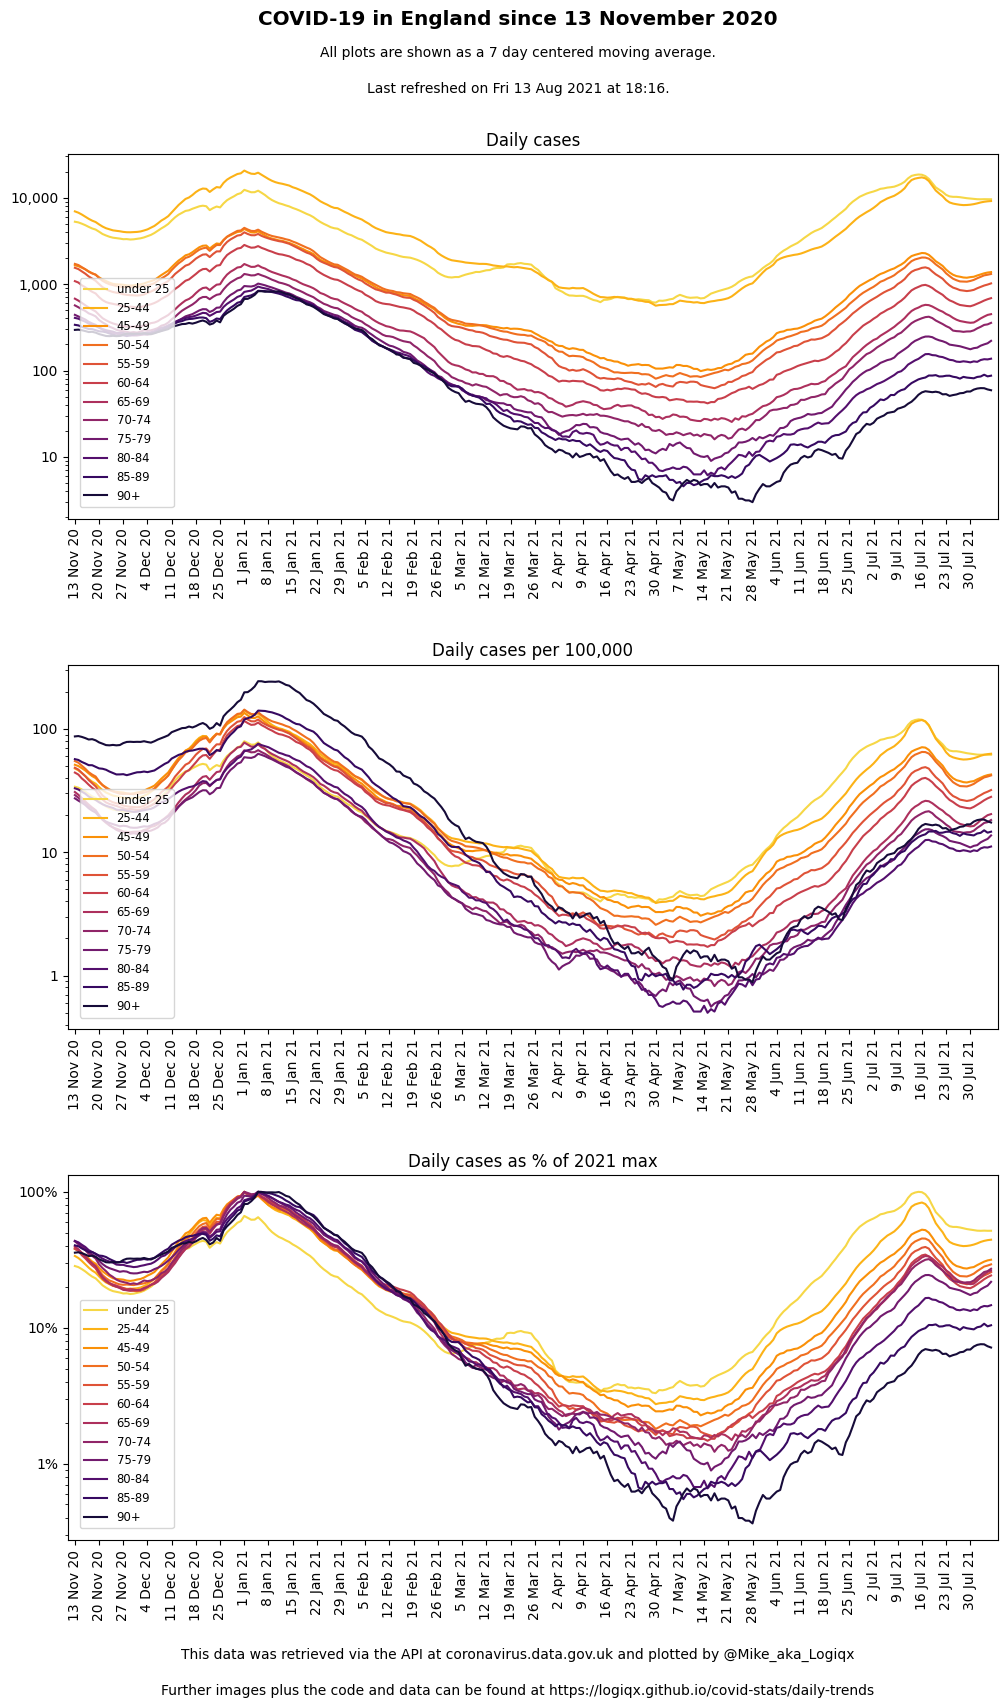 COVID-19 in England since 13 November 2020
All plots are shown as a 7 day centered moving average.
Last refreshed on Fri 13 Aug 2021 at 18:16.
Daily cases
10,000
1,000
100
10
under 25
25-44
45-49
50-54
55-59
60-64
65-69
70-74
75-79
80-84
85-89
90+
13 Nov 20
20 Nov 20
27 Nov 20
4 Dec 20
11 Dec 20
18 Dec 20
25 Dec 20
1 Jan 21
8 Jan 21
15 Jan 21
22 Jan 21
29 Jan 21
5 Feb 21
12 Feb 21
19 Feb 21
26 Feb 21
5 Mar 21
12 Mar 21
19 Mar 21
26 Mar 21
2 Apr 21
9 Apr 21
16 Apr 21
23 Apr 21
30 Apr 21
7 May 21
14 May 21
21 May 21
28 May 21
4 Jun 21
11 Jun 21
18 Jun 21
25 Jun 21
2 Jul 21
9 Jul 21
16 Jul 21
23 Jul 21
30 Jul 21
Daily cases per 100,000
100
10
1
under 25
25-44
45-49
50-54
55-59
60-64
65-69
70-74
75-79
80-84
85-89
90+
13 Nov 20
20 Nov 20
27 Nov 20
4 Dec 20
11 Dec 20
18 Dec 20
25 Dec 20
1 Jan 21
8 Jan 21
15 Jan 21
22 Jan 21
29 Jan 21
5 Feb 21
12 Feb 21
19 Feb 21
26 Feb 21
5 Mar 21
12 Mar 21
19 Mar 21
26 Mar 21
2 Apr 21
9 Apr 21
16 Apr 21
23 Apr 21
30 Apr 21
7 May 21
14 May 21
21 May 21
28 May 21
4 Jun 21
11 Jun 21
18 Jun 21
25 Jun 21
2 Jul 21
9 Jul 21
16 Jul 21
23 Jul 21
30 Jul 21
Daily cases as % of 2021 max
100%
10%
1%
under 25
25-44
45-49
50-54
55-59
60-64
65-69
70-74
75-79
80-84
85-89
90+
13 Nov 20
20 Nov 20
27 Nov 20
4 Dec 20
11 Dec 20
18 Dec 20
25 Dec 20
1 Jan 21
8 Jan 21
15 Jan 21
22 Jan 21
29 Jan 21
5 Feb 21
12 Feb 21
19 Feb 21
26 Feb 21
5 Mar 21
12 Mar 21
19 Mar 21
26 Mar 21
2 Apr 21
9 Apr 21
16 Apr 21
23 Apr 21
30 Apr 21
7 May 21
14 May 21
21 May 21
28 May 21
4 Jun 21
11 Jun 21
18 Jun 21
25 Jun 21
2 Jul 21
9 Jul 21
16 Jul 21
23 Jul 21
30 Jul 21
This data was retrieved via the API at coronavirus.data.gov.uk and plotted by @Mike_aka_Logiqx
Further images plus the code and data can be found at https://logiqx.github.io/covid-stats/daily-trends